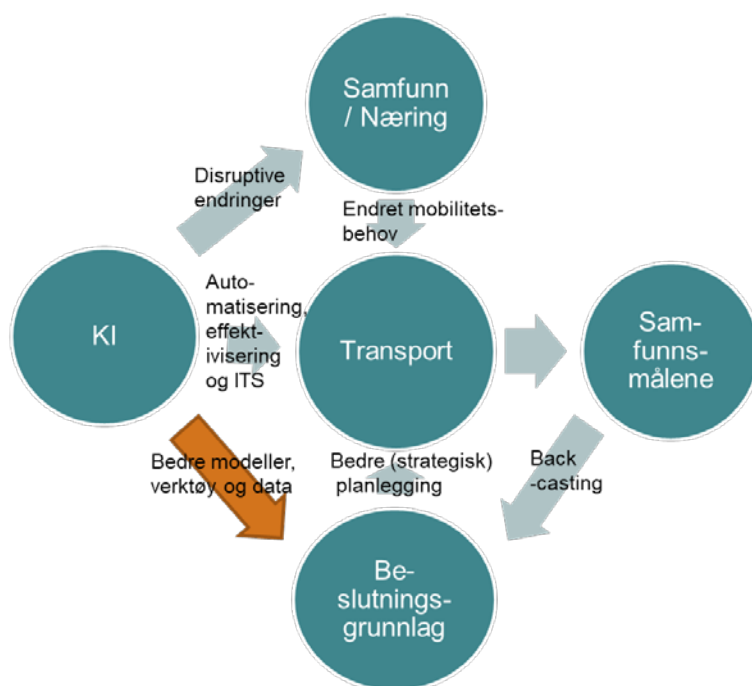 Samfunn
/ Næring
Disruptive
endringer
Endret mobilitets-
behov
KI
Auto-
matisering,
effekt-
ivisering
og ITS
Transport
Sam-
funns-
målene
Bedre modeller,
verktøy og data
Bedre (strategisk)
planlegging
Back
-casting
Be-
slutnings-
grunnlag